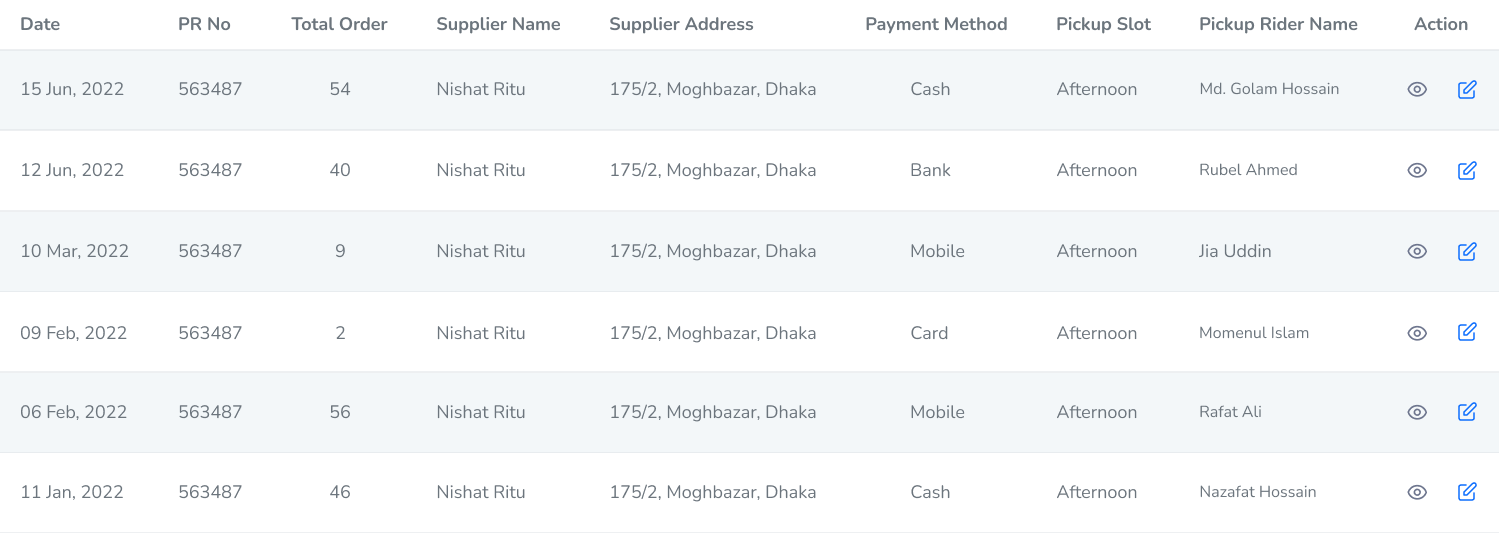 Date PR No Total Order Supplier Name Supplier Address Payment Method Pickup Slot Pickup Rider Name Action
15 Jun, 2022 563487 54 Nishat Ritu 175/2, Moghbazar, Dhaka Cash Afternoon Md. Golam Hossain
12 Jun, 2022 563487 40 Nishat Ritu 175/2, Moghbazar, Dhaka Bank Afternoon Rubel Ahmed
10 Mar, 2022 563487 9 Nishat Ritu 175/2, Moghbazar, Dhaka Mobile Afternoon Jia Uddin
09 Feb, 2022 563487 2 Nishat Ritu 175/2, Moghbazar, Dhaka Card Afternoon Momenul Islam
06 Feb, 2022 563487 56 Nishat Ritu 175/2, Moghbazar, Dhaka Mobile Afternoon Rafat Ali
11 Jan, 2022 563487 46 Nishat Ritu 175/2, Moghbazar, Dhaka Cash Afternoon Nazafat Hossain